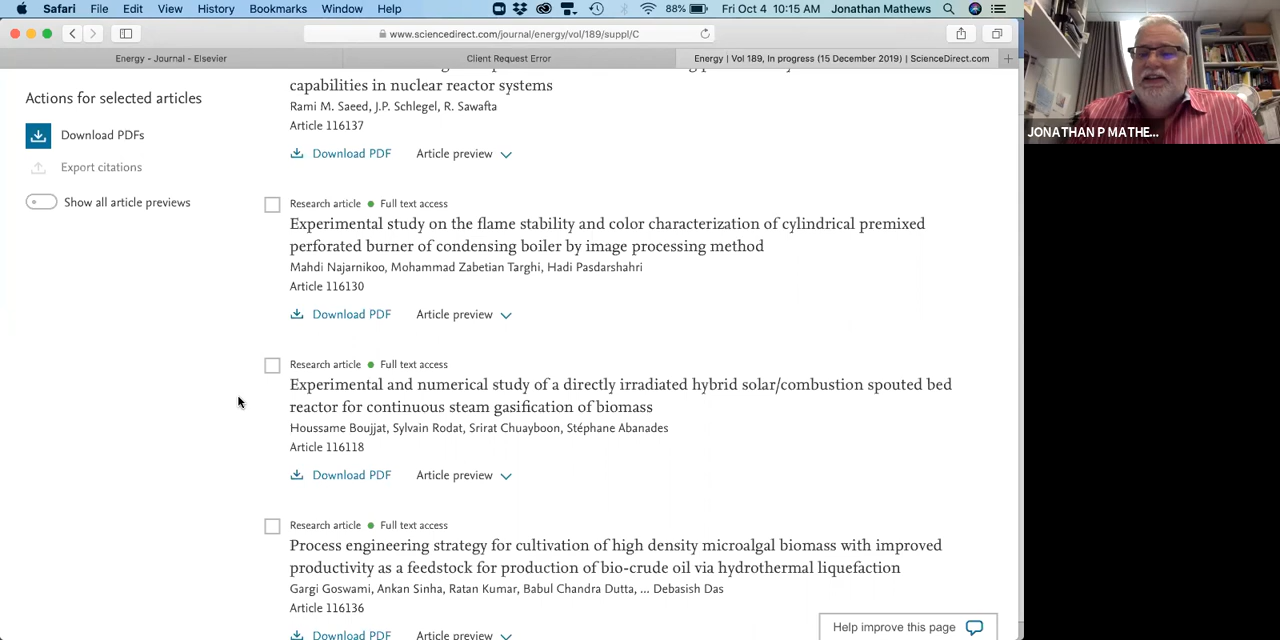 Safari File Edit View History Bookmarks Window Help 88% Fri Oct 4 10:15 AM Jonathan Mathews
www.sciencedirect.com/journal/energy/vol/189/suppl/C
Energy - Journal - Elsevier Client Request Error Energy | Vol 189, In progress (15 December 2019) | ScienceDirect.com
JONATHAN P MATHE...
Actions for selected articles
Download PDFs
Export citations
Show all article previews
capabilities in nuclear reactor systems
Rami M. Saeed, J.P. Schlegel, R. Sawafta
Article 116137
Download PDF Article preview
Research article Full text access
Experimental study on the flame stability and color characterization of cylindrical premixed
perforated burner of condensing boiler by image processing method
Mahdi Najarnikoo, Mohammad Zabetian Targhi, Hadi Pasdarshahri
Article 116130
Download PDF Article preview
Research article Full text access
Experimental and numerical study of a directly irradiated hybrid solar/combustion spouted bed
reactor for continuous steam gasification of biomass
Houssame Boujjat, Sylvain Rodat, Srirat Chuayboon, Stéphane Abanades
Article 116118
Download PDF Article preview
Research article Full text access
Process engineering strategy for cultivation of high density microalgal biomass with improved
productivity as a feedstock for production of bio-crude oil via hydrothermal liquefaction
Gargi Goswami, Ankan Sinha, Ratan Kumar, Babul Chandra Dutta, ... Debasish Das
Article 116136
Download PDF Article preview
Help improve this page